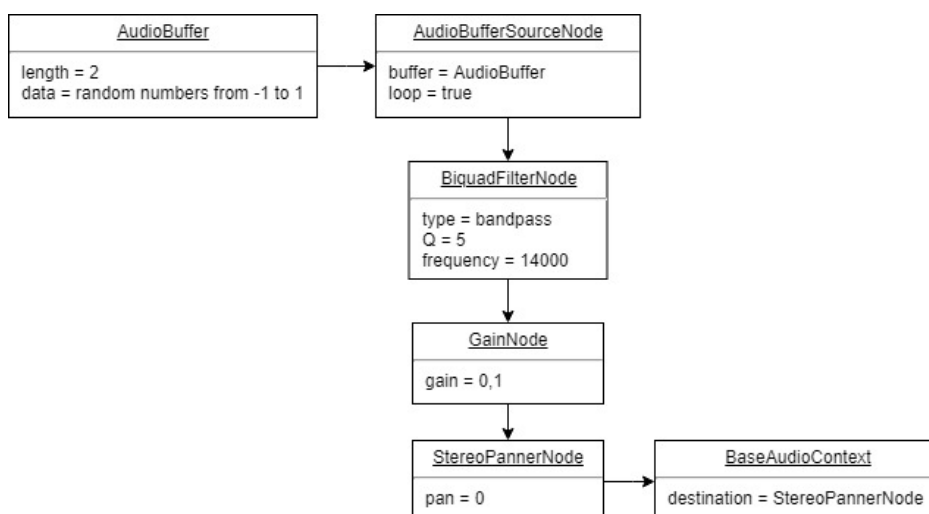 AudioBuffer
length = 2
data = random numbers from -1 to 1
AudioBufferSourceNode
buffer = AudioBuffer
loop = true
BiquadFilterNode
type = bandpass
Q = 5
frequency = 14000
GainNode
gain = 0,1
StereoPannerNode
pan = 0
BaseAudioContext
destination = StereoPannerNode